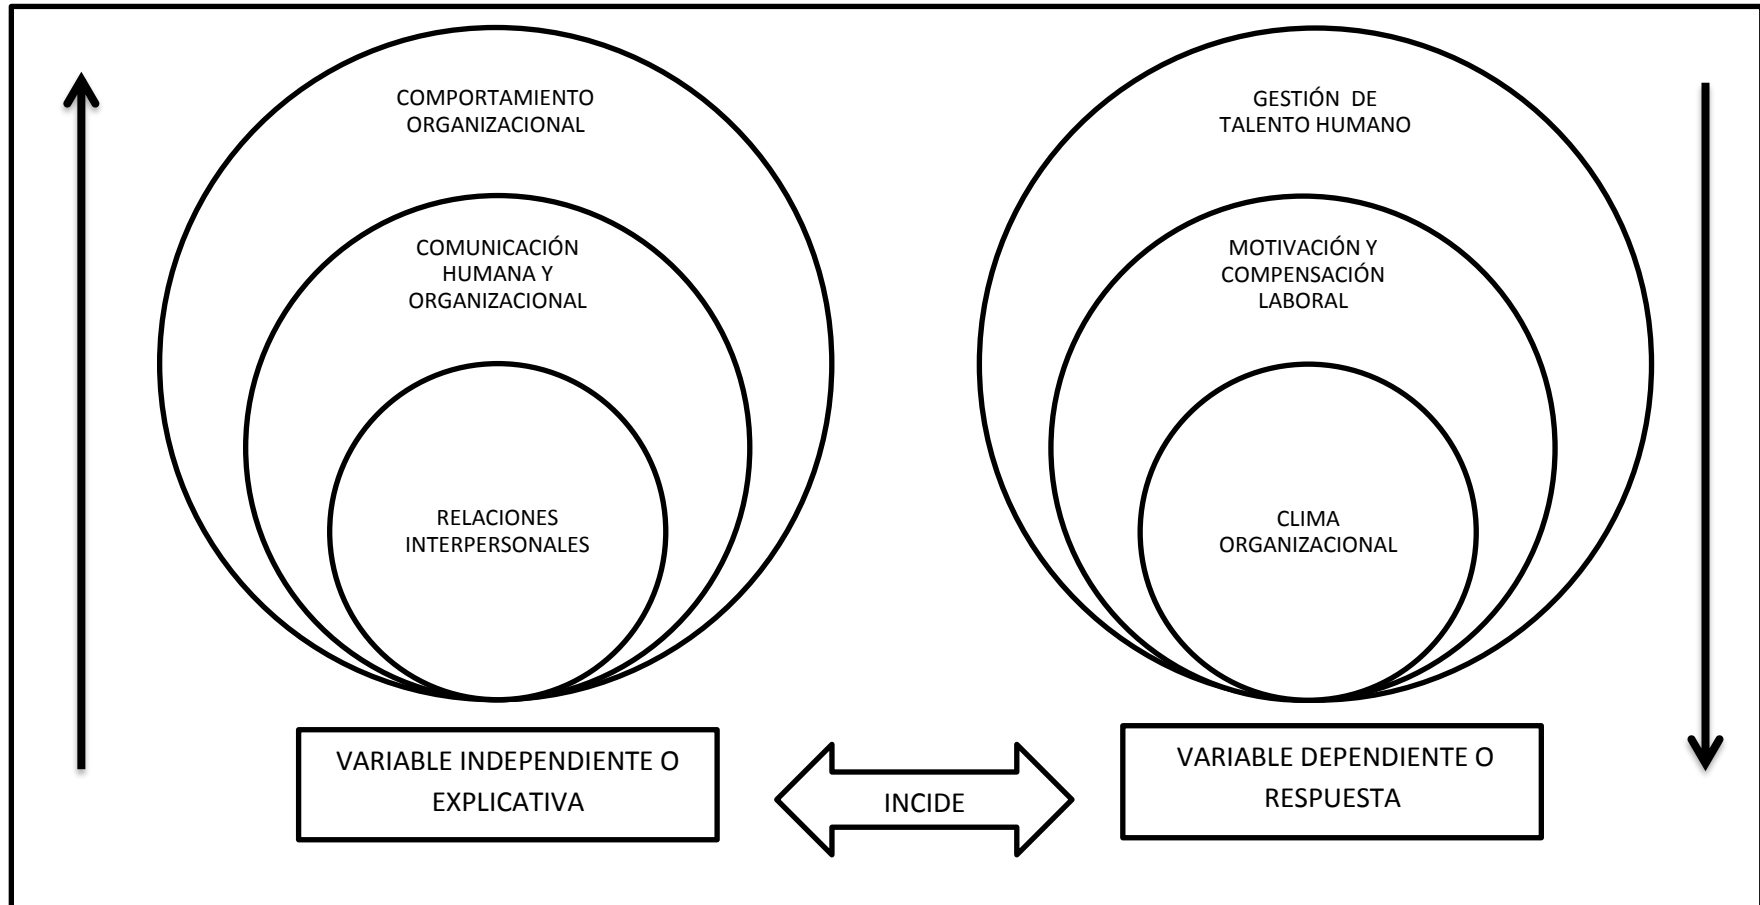 COMPORTAMIENTO
ORGANIZACIONAL
COMUNICACIÓN
HUMANA Y
ORGANIZACIONAL
RELACIONES
INTERPERSONALES
VARIABLE INDEPENDIENTE O
EXPLICATIVA
INCIDE
GESTIÓN DE
TALENTO HUMANO
MOTIVACIÓN Y
COMPENSACIÓN
LABORAL
CLIMA
ORGANIZACIONAL
VARIABLE DEPENDIENTE O
RESPUESTA